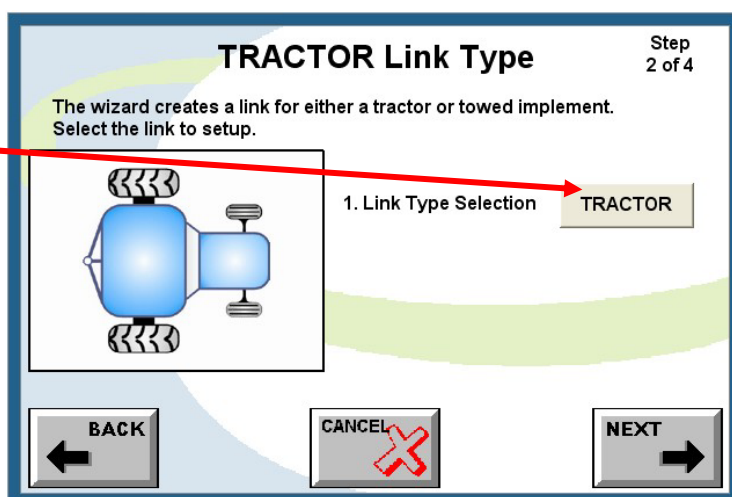 TRACTOR Link Type
Step
2 of 4
The wizard creates a link for either a tractor or towed implement.
Select the link to setup.
1. Link Type Selection
TRACTOR
BACK
CANCEL
NEXT